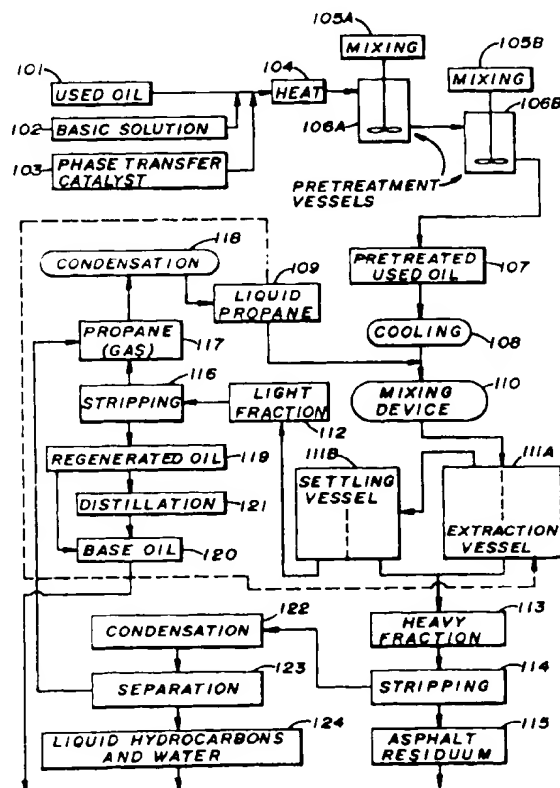 105A
MIXING
105B
MIXING
101
USED OIL
104
HEAT
106A
106B
102
BASIC SOLUTION
103
PHASE TRANSFER
CATALYST
PRETREATMENT
VESSELS
118
CONDENSATION
109
LIQUID
PROPANE
PRETREATED
USED OIL
107
COOLING
108
PROPANE
(GAS)
117
116
STRIPPING
LIGHT
FRACTION
112
MIXING
DEVICE
110
REGENERATED OIL
119
DISTILLATION
121
BASE OIL
120
111B
SETTLING
VESSEL
111A
EXTRACTION
VESSEL
122
CONDENSATION
113
HEAVY
FRACTION
123
SEPARATION
114
STRIPPING
124
LIQUID HYDROCARBONS
AND WATER
115
ASPHALT
RESIDUUM